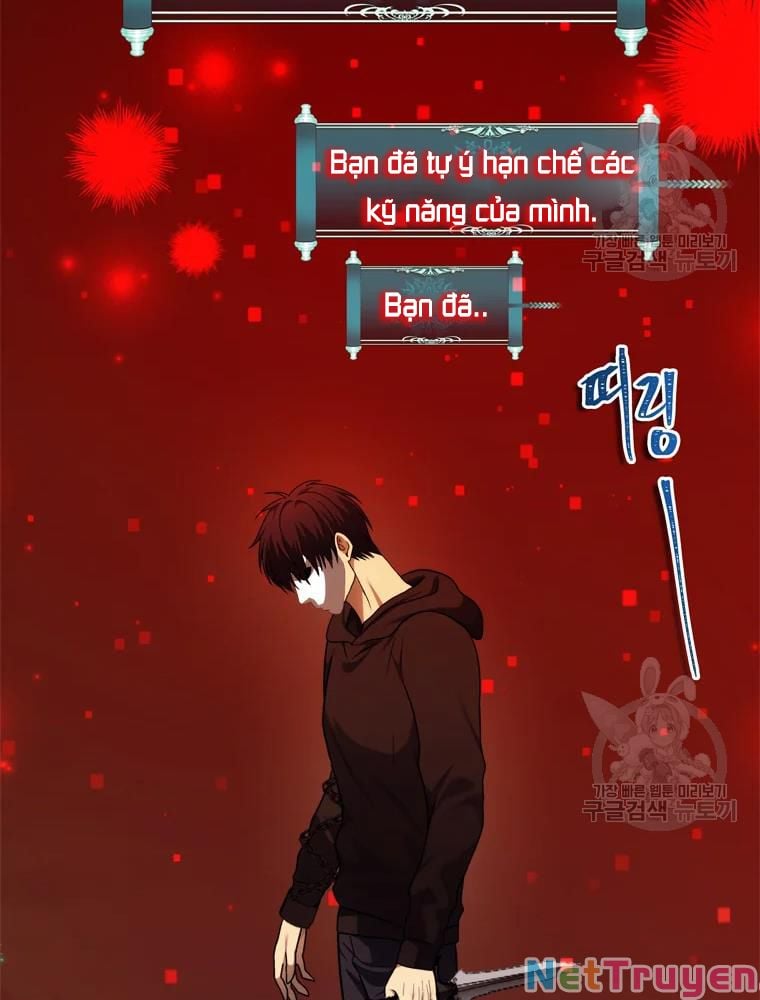 Bạn đã tự ý hạn chế các
kỹ năng của mình.
가장 빠른 웹툰 미리보기
구글검색 뉴토끼
Bạn đã..
띠링
가장 빠른 웹툰 미리보기
구글검색 뉴토끼
NetTruyen